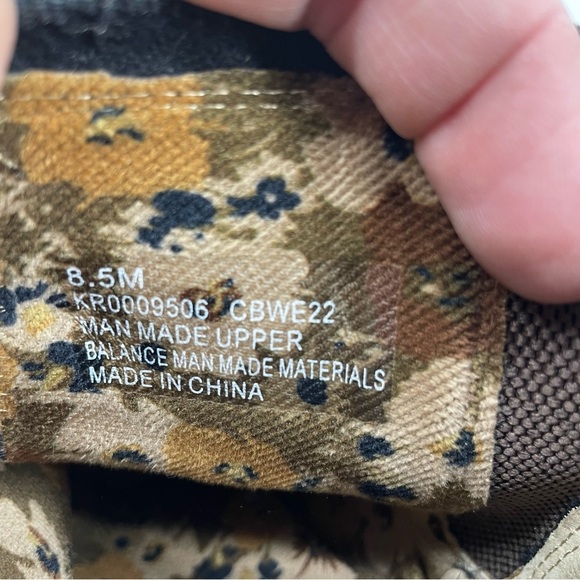 8.5M
KR0009506 CBWE22
MAN MADE UPPER
BALANCE MAN MADE MATERIALS
MADE IN CHINA